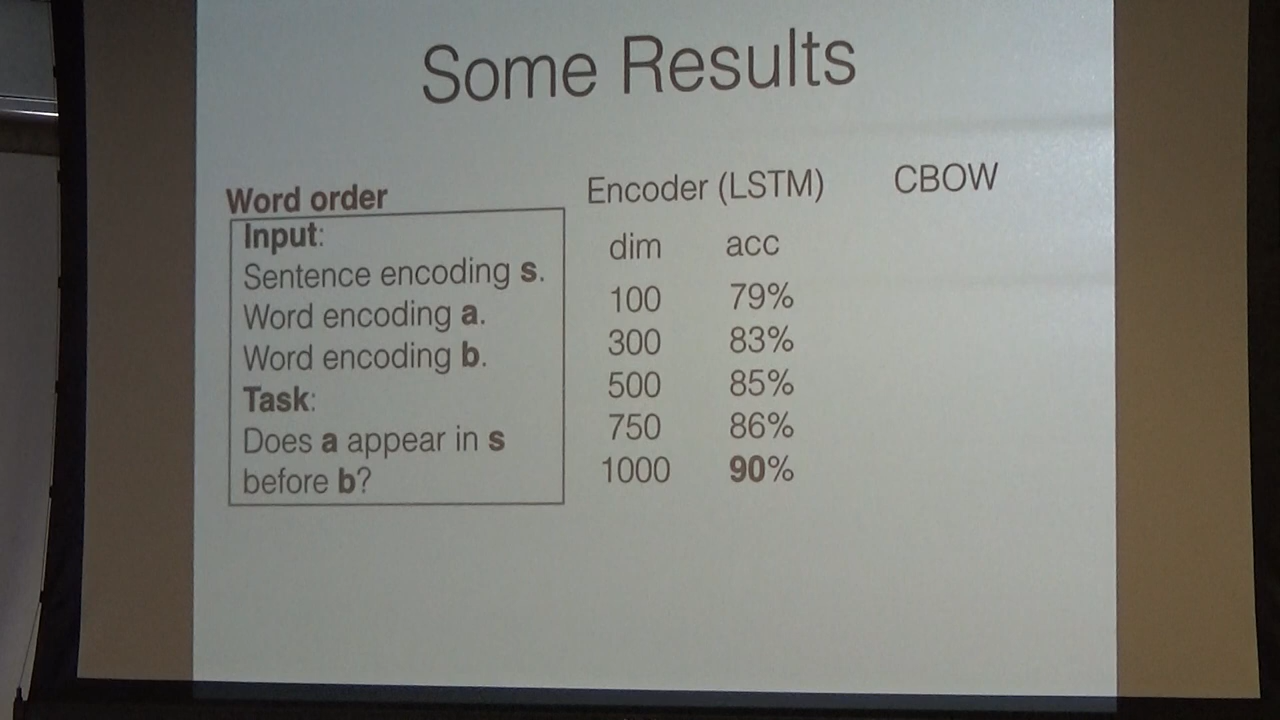 Some Results
Word order
Input:
Sentence encoding s.
Word encoding a.
Word encoding b.
Task:
Does a appear in s
before b?
Encoder (LSTM) CBOW
dim acc
100 79%
300 83%
500 85%
750 86%
1000 90%